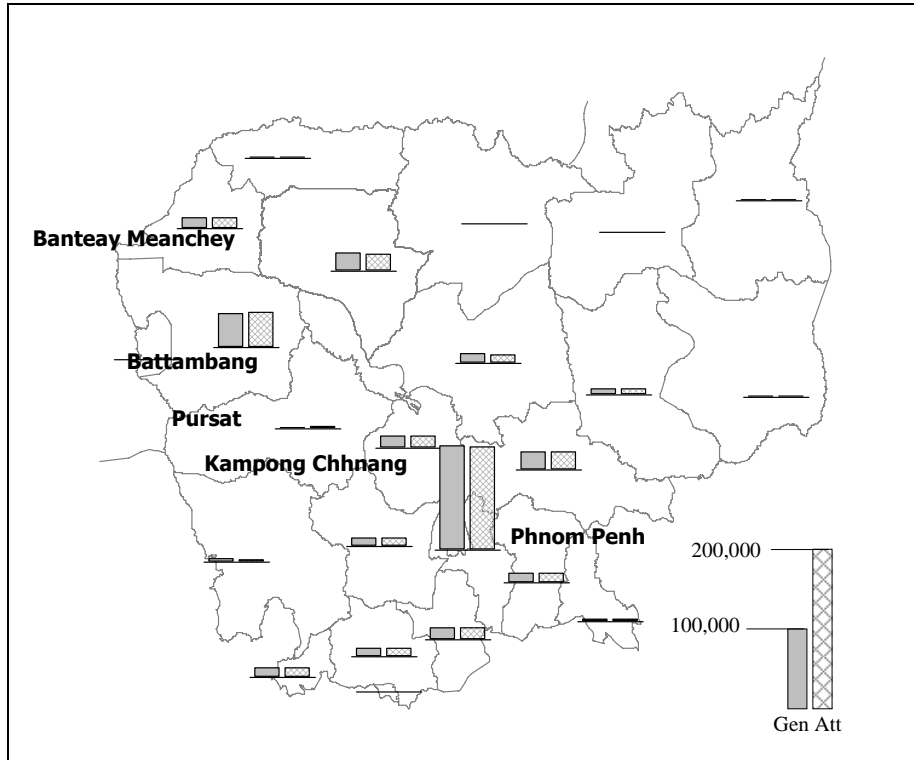 Banteay Meanchey
Battambang
Pursat
Kampong Chhnang
Phnom Penh
200,000
100,000
Gen Att